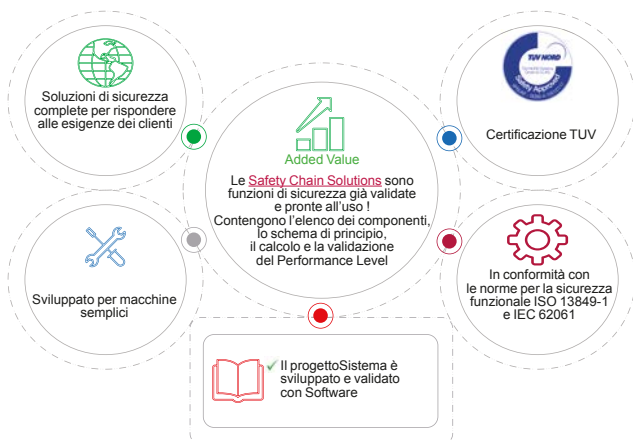 Soluzioni di sicurezza
complete per rispondere
alle esigenze dei clienti
TUV NORD
Safety Approved
Certificazione TUV
Added Value
Le Safety Chain Solutions sono
funzioni di sicurezza già validate
e pronte all'uso !
Contengono l'elenco dei componenti,
lo schema di principio,
il calcolo e la validazione
del Performance Level
Sviluppato per macchine
semplici
In conformità con
le norme per la sicurezza
funzionale ISO 13849-1
e IEC 62061
✓ Il progettoSistema è
sviluppato e validato
con Software